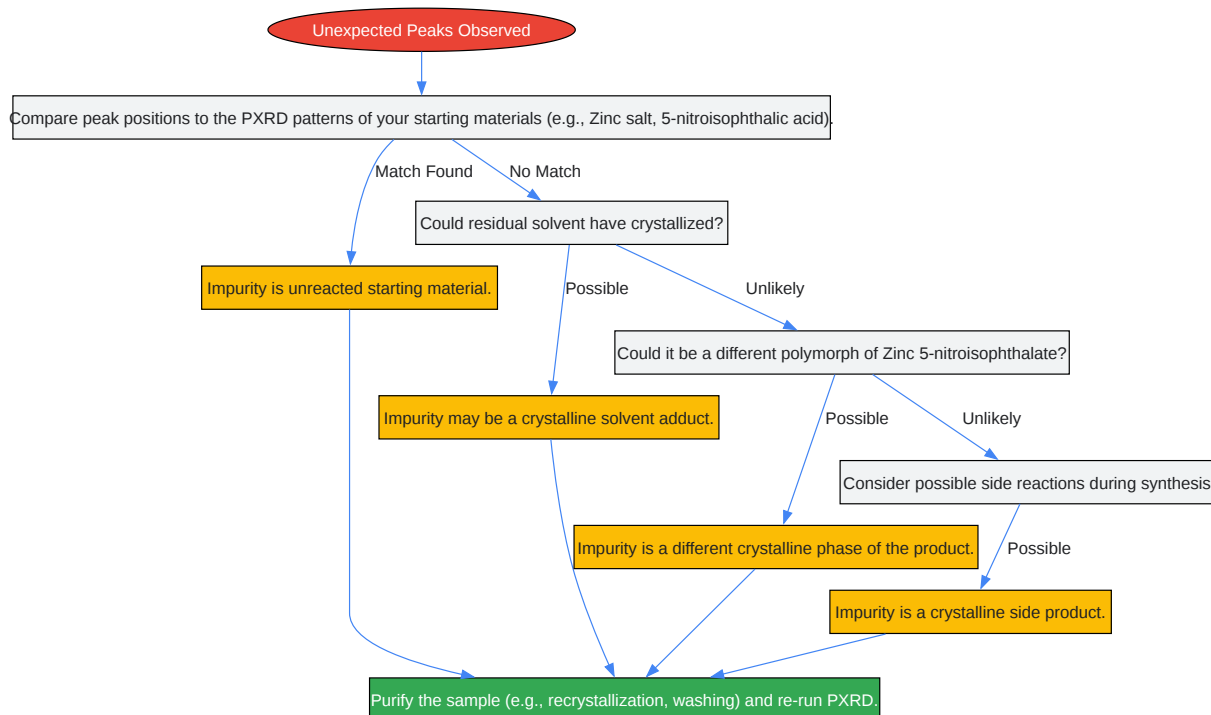 Unexpected Peaks Observed
Compare peak positions to the PXRD patterns of your starting materials (e.g., Zinc salt, 5-nitroisophthalic acid).
Match Found
No Match
Could residual solvent have crystallized?
Impurity is unreacted starting material.
Possible
Unlikely
Could it be a different polymorph of Zinc 5-nitroisophthalate?
Impurity may be a crystalline solvent adduct.
Possible
Unlikely
Consider possible side reactions during synthesis
Impurity is a different crystalline phase of the product.
Possible
Impurity is a crystalline side product.
Purify the sample (e.g., recrystallization, washing) and re-run PXRD.